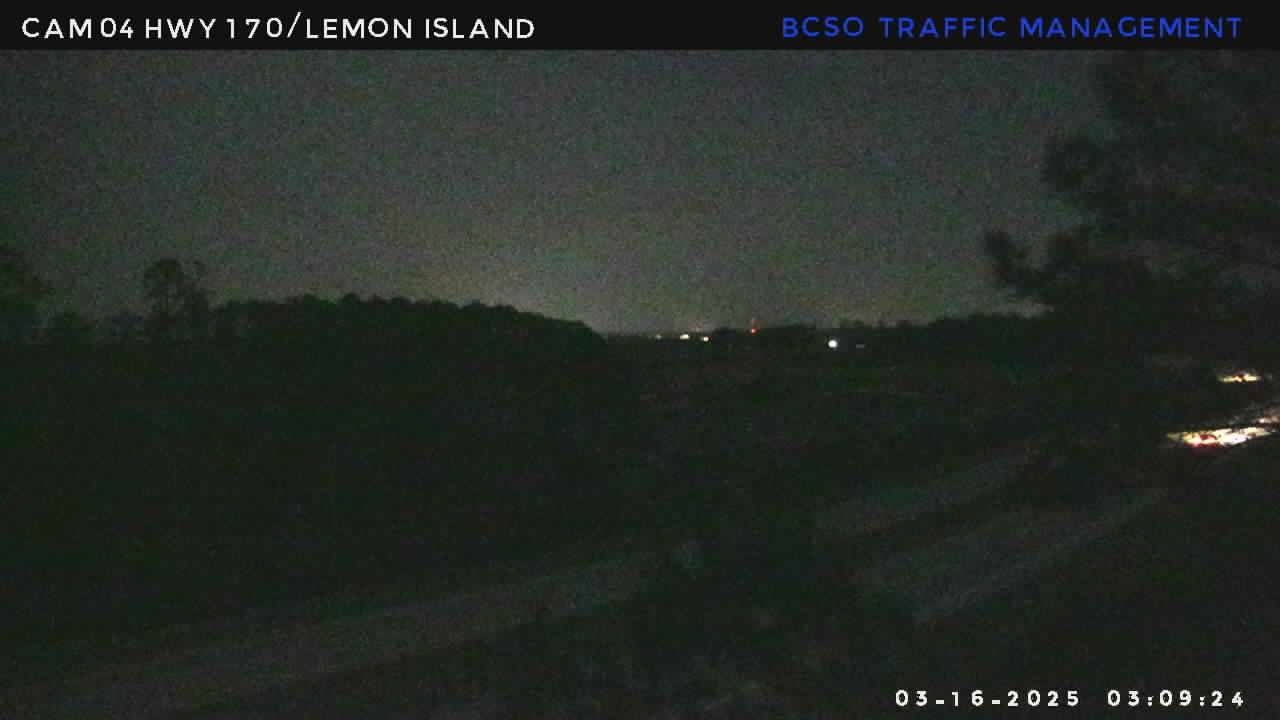 CAM04 HWY 170/LEMON ISLAND
BCSO TRAFFIC MANAGEMENT
03-16-2025 03:09:24